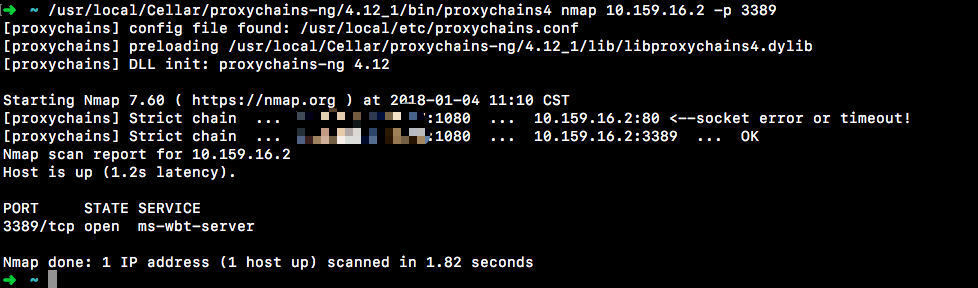 ➜ ~ /usr/local/Cellar/proxychains-ng/4.12_1/bin/proxychains4 nmap 10.159.16.2 -p 3389
[proxychains] config file found: /usr/local/etc/proxychains.conf
[proxychains] preloading /usr/local/Cellar/proxychains-ng/4.12_1/lib/libproxychains4.dylib
[proxychains] DLL init: proxychains-ng 4.12
Starting Nmap 7.60 ( https://nmap.org ) at 2018-01-04 11:10 CST
[proxychains] Strict chain ... :1080 ... 10.159.16.2:80 <--socket error or timeout!
[proxychains] Strict chain ... :1080 ... 10.159.16.2:3389 ... OK
Nmap scan report for 10.159.16.2
Host is up (1.2s latency).
PORT STATE SERVICE
3389/tcp open ms-wbt-server
Nmap done: 1 IP address (1 host up) scanned in 1.82 seconds
➜ ~